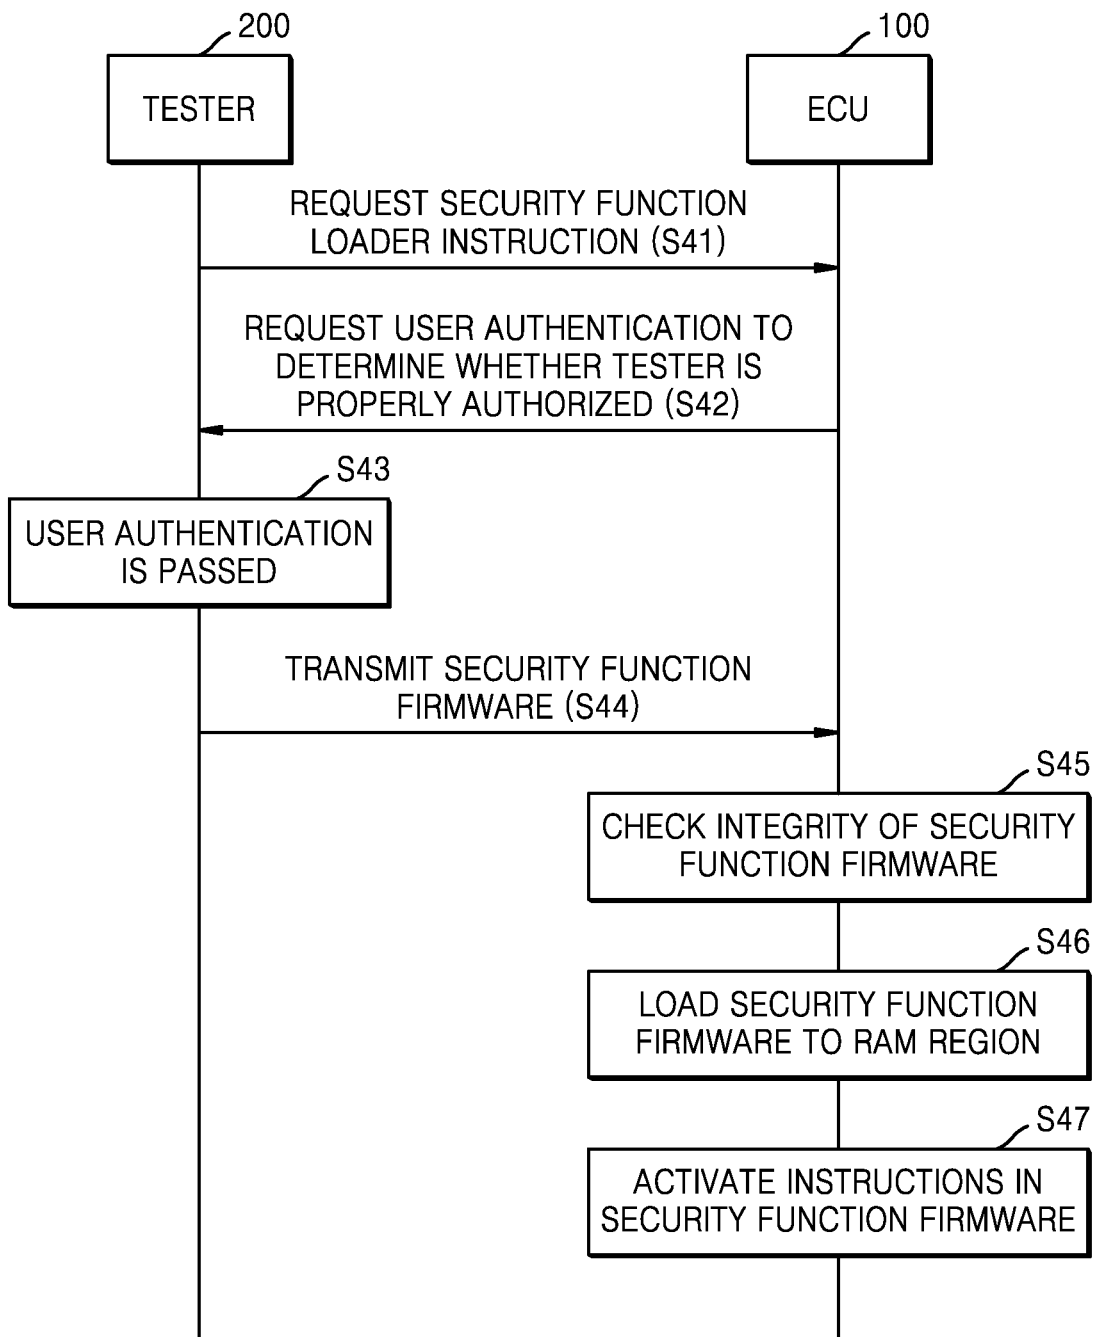 200
100
TESTER
ECU
REQUEST SECURITY FUNCTION
LOADER INSTRUCTION (S41)
REQUEST USER AUTHENTICATION TO
DETERMINE WHETHER TESTER IS
PROPERLY AUTHORIZED (S42)
S43
USER AUTHENTICATION
IS PASSED
TRANSMIT SECURITY FUNCTION
FIRMWARE (S44)
S45
CHECK INTEGRITY OF SECURITY
FUNCTION FIRMWARE
S46
LOAD SECURITY FUNCTION
FIRMWARE TO RAM REGION
S47
ACTIVATE INSTRUCTIONS IN
SECURITY FUNCTION FIRMWARE